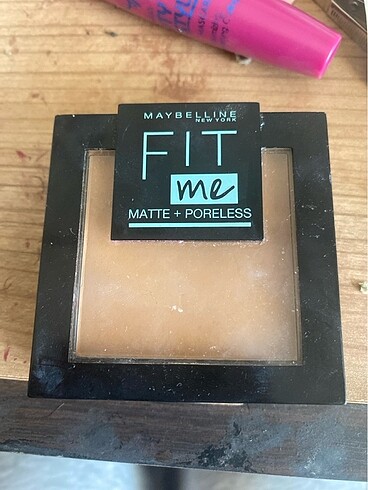 MAYBELLINE
NEW YORK
FIT
me
MATTE + PORELESS